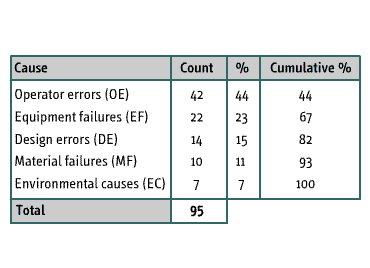 Cause Count % Cumulative %
Operator errors (OE) 42 44 44
Equipment failures (EF) 22 23 67
Design errors (DE) 14 15 82
Material failures (MF) 10 11 93
Environmental causes (EC) 7 7 100
Total 95